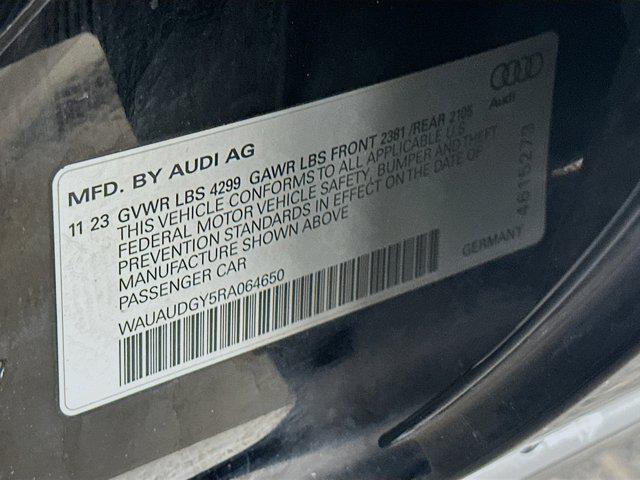 Audi
MFD. BY AUDI AG
11 23 GVWR LBS 4299 GAWR LBS FRONT 2381 /REAR 2105
THIS VEHICLE CONFORMS TO ALL APPLICABLE U.S.
FEDERAL MOTOR VEHICLE SAFETY, BUMPER AND THEFT
PREVENTION STANDARDS IN EFFECT ON THE DATE OF
MANUFACTURE SHOWN ABOVE
PASSENGER CAR
WAUAUDGY5RA064650
GERMANY
4615273